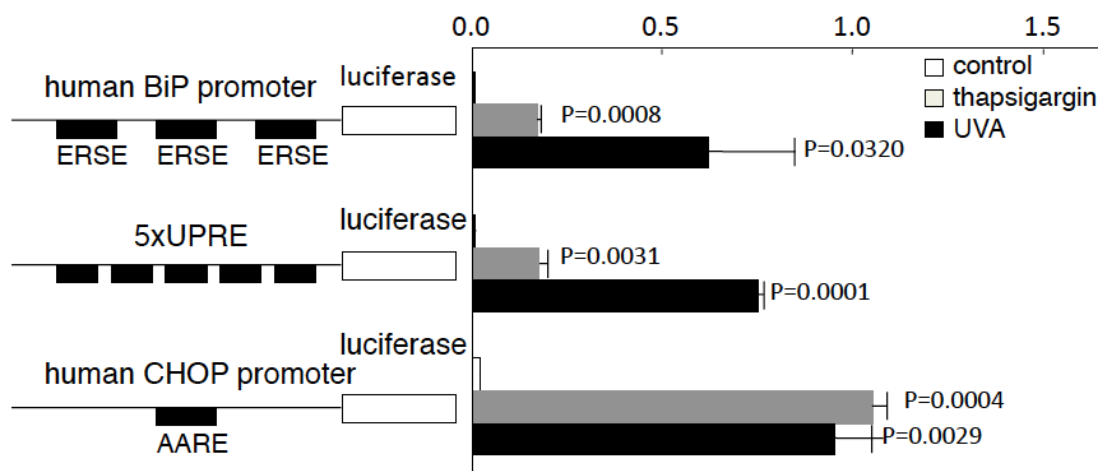 0.0 0.5 1.0 1.5
control
thapsigargin
UVA
luciferase
human BiP promoter
ERSE ERSE ERSE
P=0.0008
P=0.0320
luciferase
5xUPRE
P=0.0031
P=0.0001
luciferase
human CHOP promoter
AARE
P=0.0004
P=0.0029